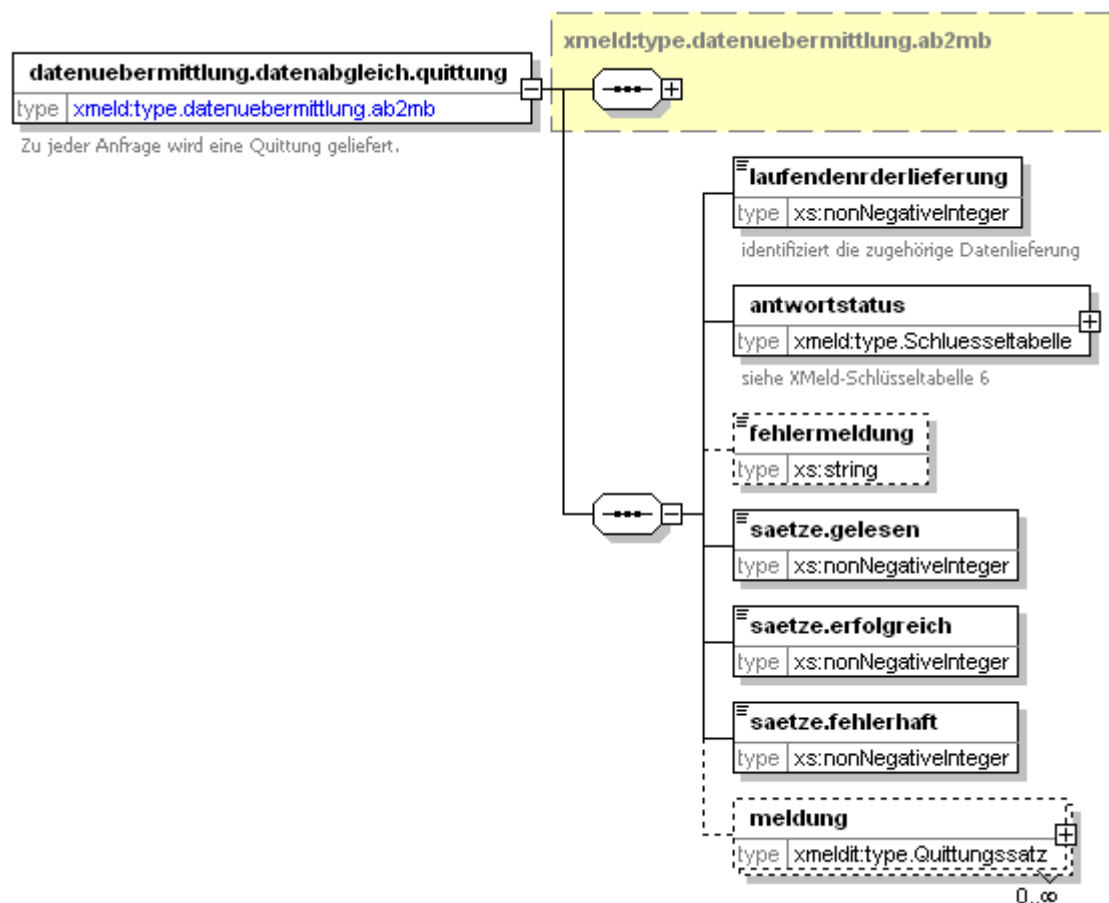 xmeld:type.datenuebermittlung.ab2mb
datenuebermittlung.datenabgleich.quittung
type xmeld:type.datenuebermittlung.ab2mb
Zu jeder Anfrage wird eine Quittung geliefert.
laufendenrderlieferung
type xs:nonNegativeInteger
identifiziert die zugehörige Datenlieferung
antwortstatus
type xmeld:type.Schluesseltabelle
siehe XMeld-Schlüsseltabelle 6
fehlermeldung
type xs:string
saetze.gelesen
type xs:nonNegativeInteger
saetze.erfolgreich
type xs:nonNegativeInteger
saetze.fehlerhaft
type xs:nonNegativeInteger
meldung
type xmeldit:type.Quittungssatz
0..∞